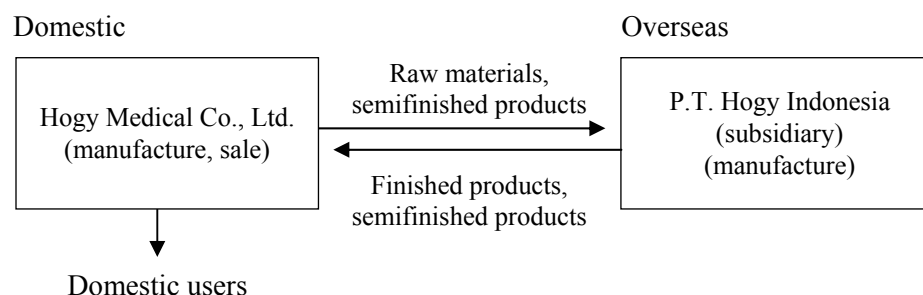 Domestic
Overseas
Raw materials,
semifinished products
Hogy Medical Co., Ltd.
(manufacture, sale)
P.T. Hogy Indonesia
(subsidiary)
(manufacture)
Finished products,
semifinished products
Domestic users